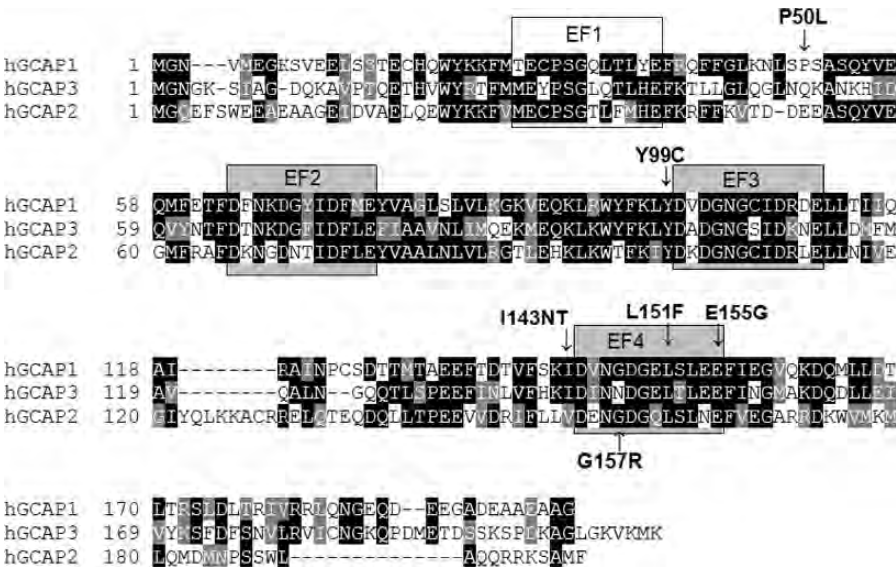 P50L
EF1
hGCAP1 1 MGN---VMEGKSVEELSSTECHQWYKKFMTECPSGQLTLYEFRQFFGLKNLSPSASQYVE
hGCAP3 1 MGNGK-SIAG-DQKAVPTQETHVWYRTFMMEYPSGLQTLHEFKTLLGLQGLNQKANKHID
hGCAP2 1 MGQEFSWEEAEAAGEIDVAELQEWYKKFVMECPSGTLFMHEFKRFFKVTD-DEEASQYVE
Y99C
EF2 EF3
hGCAP1 58 QMFETFDFNKDGYIDFMEYVAGLSLVLKGKVEQKLRWYFKLYDVDGNGCIDRDELLTIIQ
hGCAP3 59 QVYNTFDTNKDGFIDFLEFIAAVNLIMQEKMEQKLKWYFKLYDADGNGSIDKNELLDMFM
hGCAP2 60 GMFRAFDKNGDNTIDFLEYVAALNLVLRGTLEHKLKWTFKIYDKDGNGCIDRLELLNIVE
I143NT L151F E155G
EF4
hGCAP1 118 AI--------RAINPCSDTTMTAEEFTDTVFSKIDVNGDGELSLEEFIEGVQKDQMLLDT
hGCAP3 119 AV--------QALN--GQQTLSPEEFINLVFHKIDINNDGELTLEEFINGMAKDQDLLEI
hGCAP2 120 GIYQLKKACRRELQTEQDQLLTPEEVVDRIFLLVDENGDGQLSLNEFVEGARRDKWVMKM
G157R
hGCAP1 170 LTRSLDLTRIVRRLQNGEQD--EEGADEAAEAAG
hGCAP3 169 VYKSFDFSNVLRVICNGKQPDMETDSSKSPDKAGLGKVKMK
hGCAP2 180 LQMDMNPSSWL--------------AQQRRKSAMF